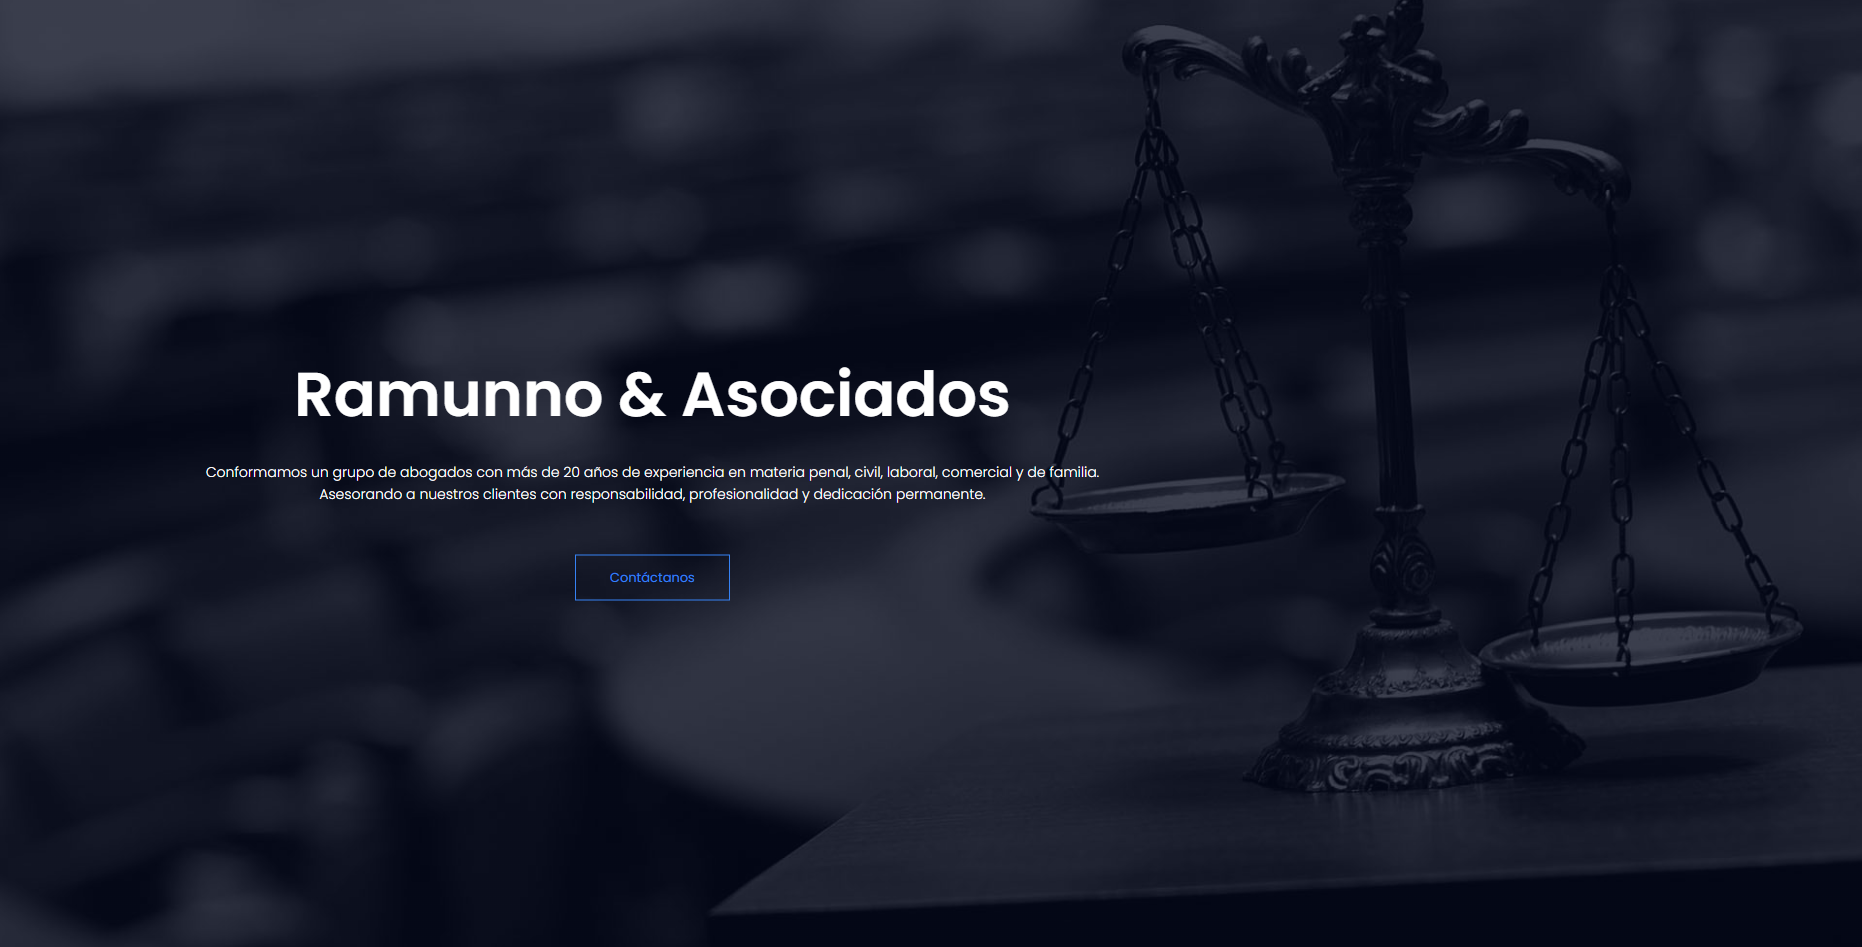 Ramunno & Asociados
Conformamos un grupo de abogados con más de 20 años de experiencia en materia penal, civil, laboral, comercial y de familia.
Asesorando a nuestros clientes con responsabilidad, profesionalidad y dedicación permanente.
Contáctanos